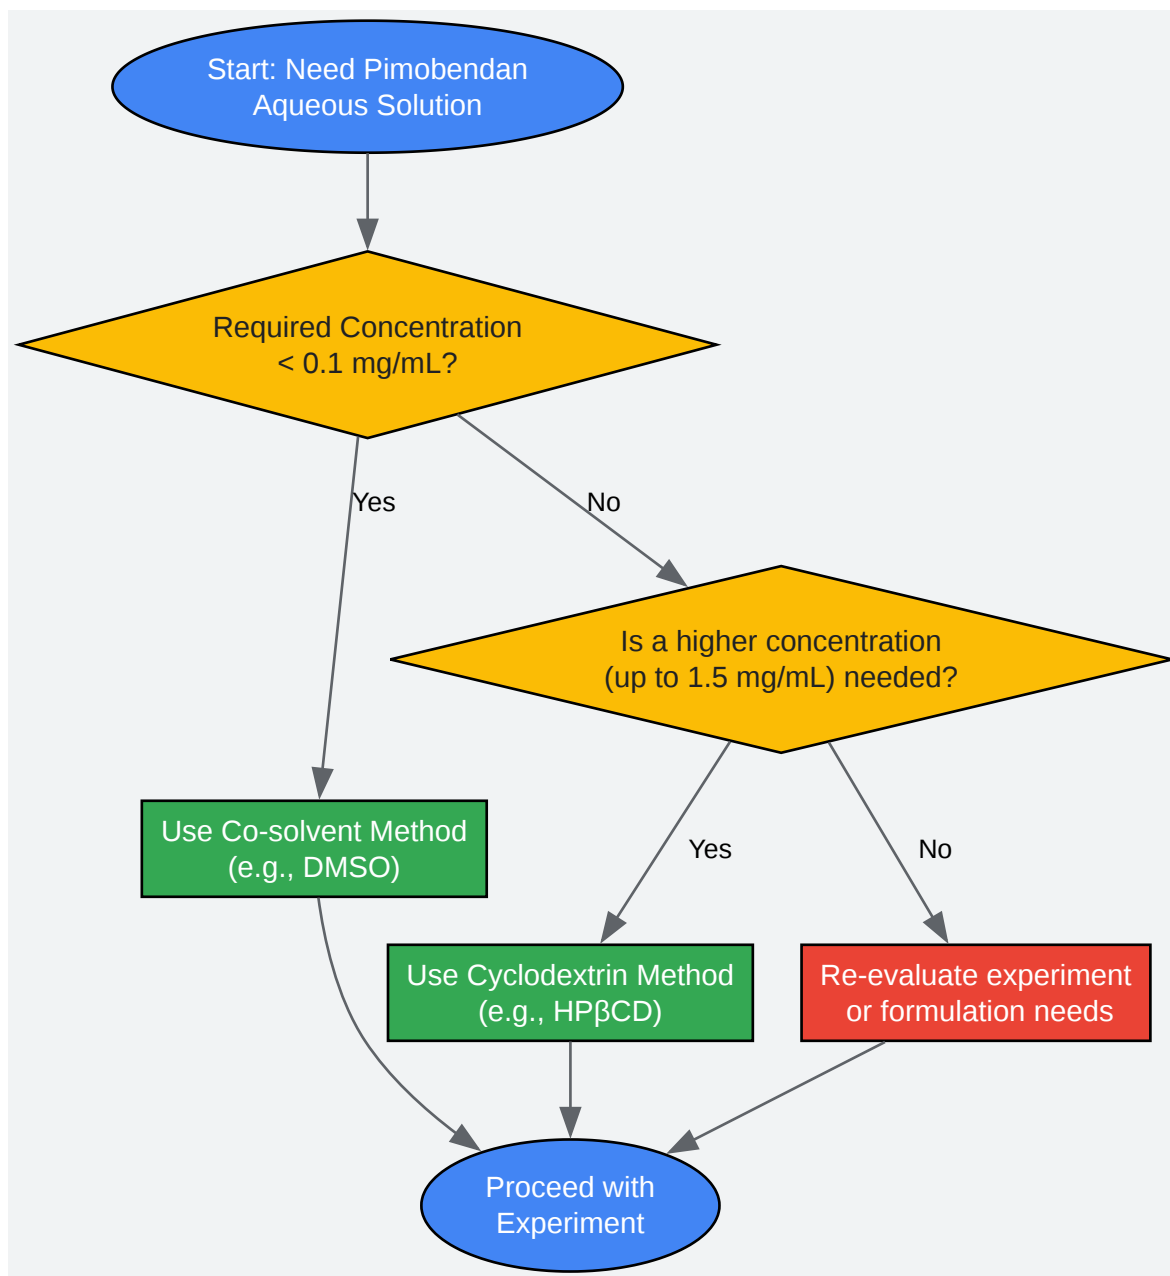 Start: Need Pimobendan
Aqueous Solution
Required Concentration
< 0.1 mg/mL?
Yes
No
Is a higher concentration
(up to 1.5 mg/mL) needed?
Use Co-solvent Method
(e.g., DMSO)
Yes
No
Use Cyclodextrin Method
(e.g., HPβCD)
Re-evaluate experiment
or formulation needs
Proceed with
Experiment